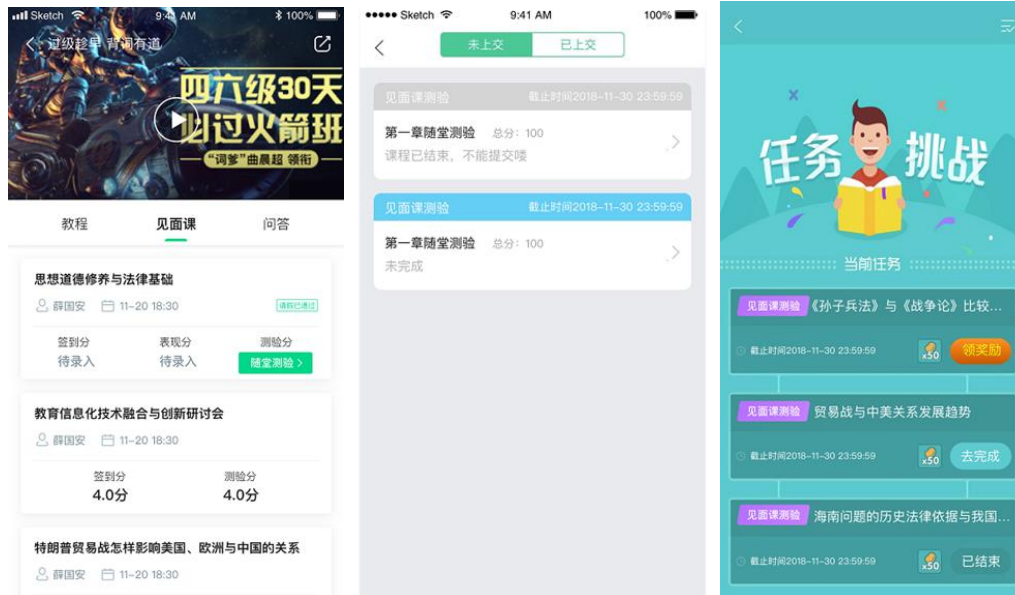 Sketch
9:41 AM
100%
过级趁早 背词有道
四六级30天
必过火箭班
“词爹”曲晨超 领衔
教程
见面课
问答
思想道德修养与法律基础
薛国安
11-20 18:30
签到分
表现分
测验分
待录入
待录入
随堂测验 >
教育信息化技术融合与创新研讨会
薛国安
11-20 18:30
签到分
测验分
4.0分
4.0分
特朗普贸易战怎样影响美国、欧洲与中国的关系
薛国安
11-20 18:30
Sketch
9:41 AM
100%
未上交
已上交
见面课测验
截止时间2018-11-30 23:59:59
第一章随堂测验
总分：100
课程已结束，不能提交喽
见面课测验
截止时间2018-11-30 23:59:59
第一章随堂测验
总分：100
未完成
任务
挑战
当前任务
见面课测验
《孙子兵法》与《战争论》比较...
截止时间2018-11-30 23:59:59
x50
领奖励
见面课测验
贸易战与中美关系发展趋势
截止时间2018-11-30 23:59:59
x50
去完成
见面课测验
海南问题的历史法律依据与我国...
截止时间2018-11-30 23:59:59
x50
已结束